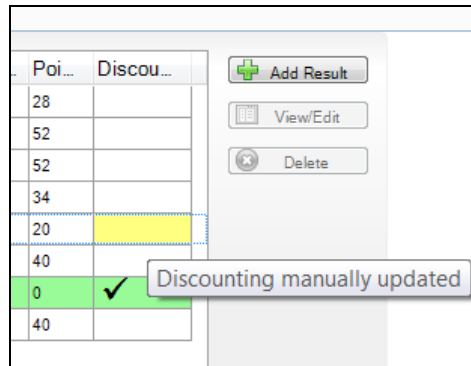 ... Poi... Discou...
28
52
52
34
20
40
0 ✓
40
Add Result
View/Edit
Delete
Discounting manually updated